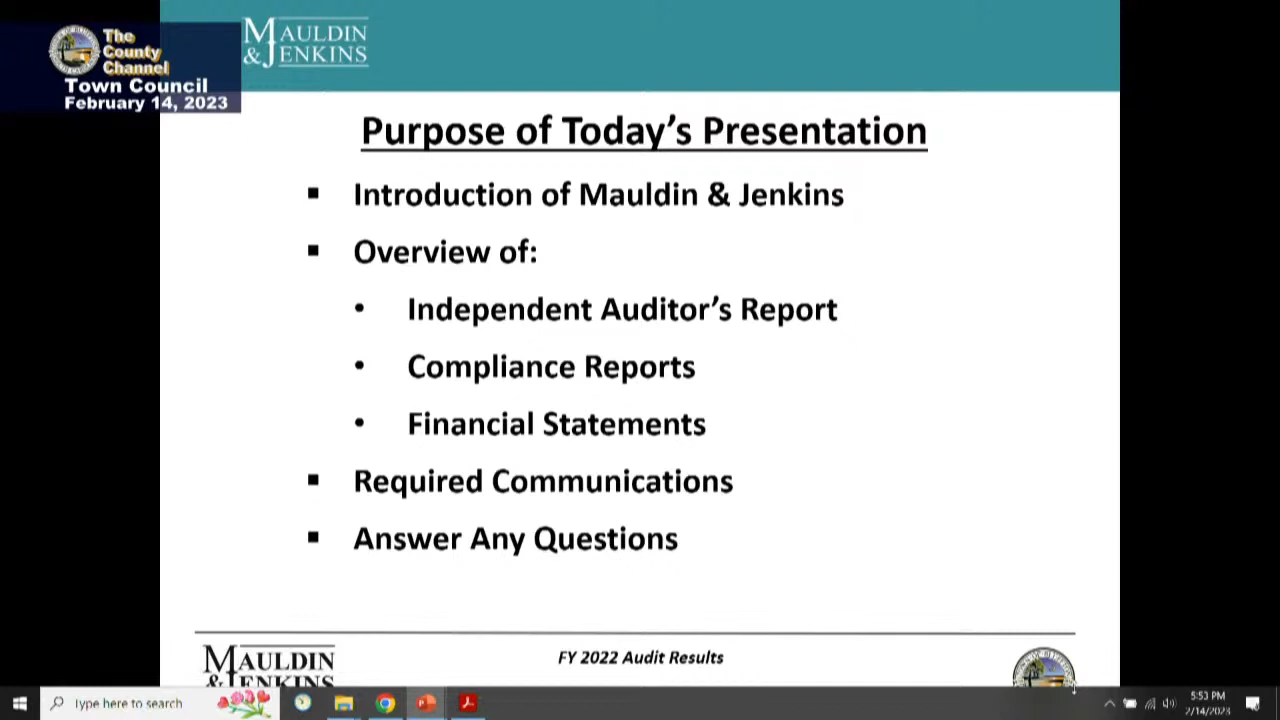 The
County
Channel
Town Council
February 14, 2023
MAULDIN
& JENKINS
Purpose of Today's Presentation
▪ Introduction of Mauldin & Jenkins
▪ Overview of:
• Independent Auditor's Report
• Compliance Reports
• Financial Statements
▪ Required Communications
▪ Answer Any Questions
MAULDIN
& JENKINS
FY 2022 Audit Results
Type here to search
5:53 PM
2/14/2023